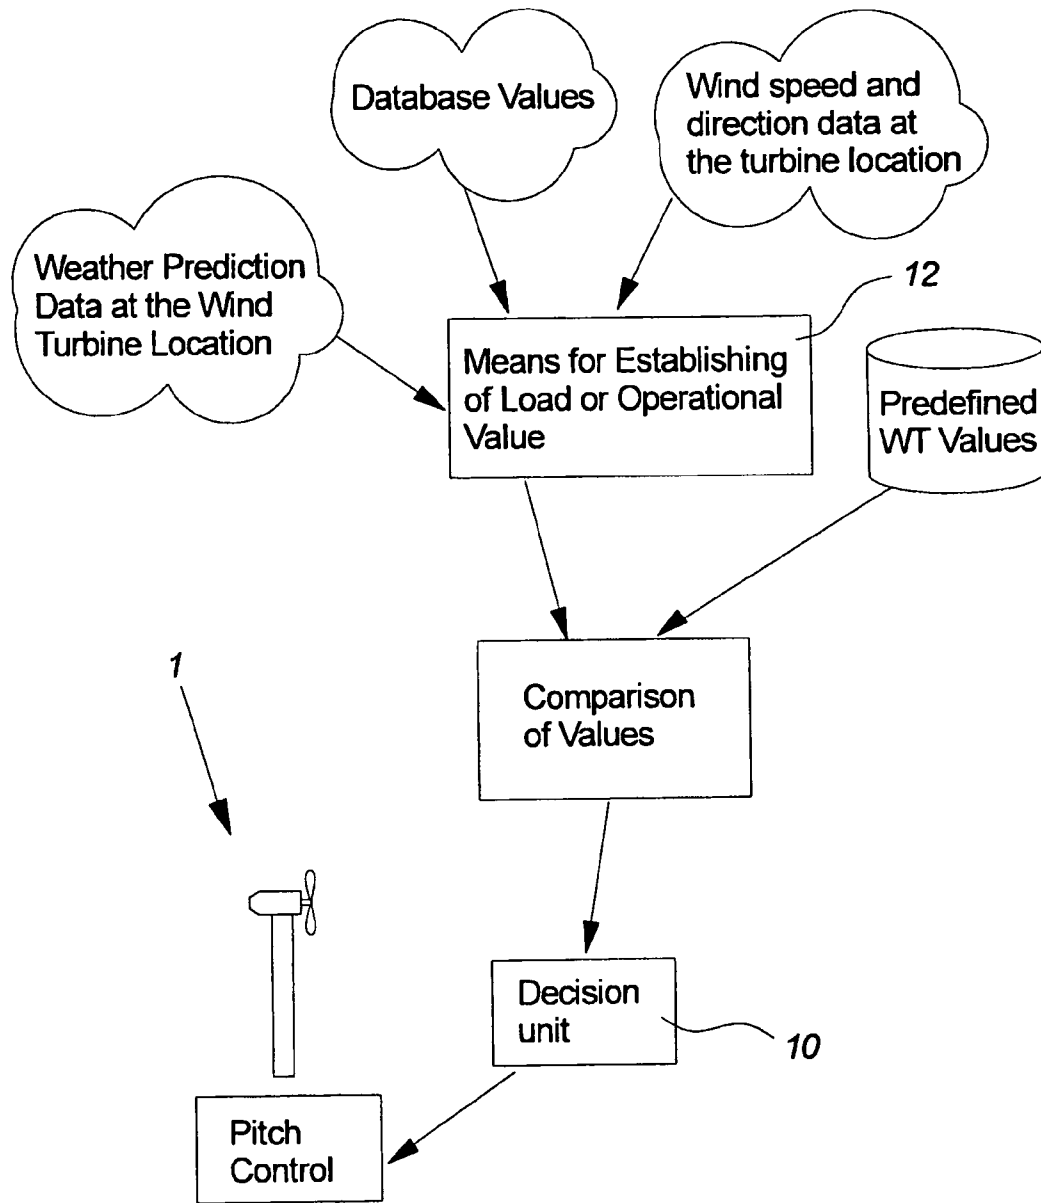 Database Values
Wind speed and
direction data at
the turbine location
Weather Prediction
Data at the Wind
Turbine Location
12
Means for Establishing
of Load or Operational
Value
Predefined
WT Values
Comparison
of Values
1
Decision
unit
10
Pitch
Control